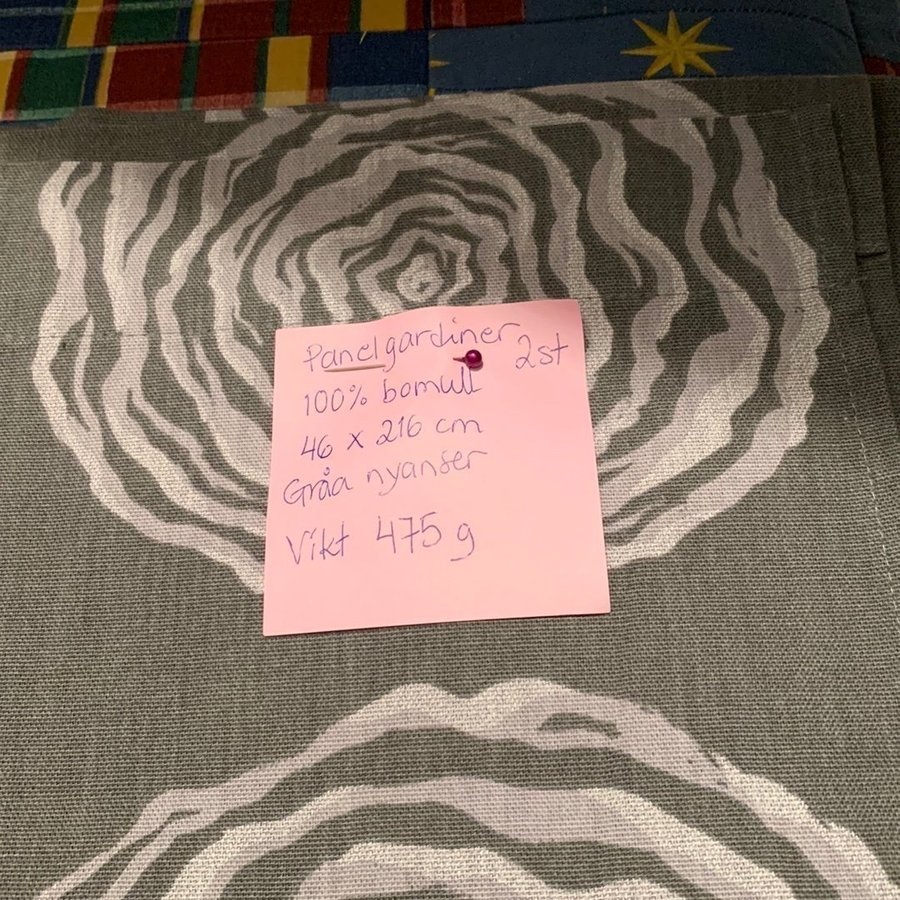 Panelgardiner 2st
100% bomull
46 x 216 cm
Gråa nyanser
Vikt 475 g